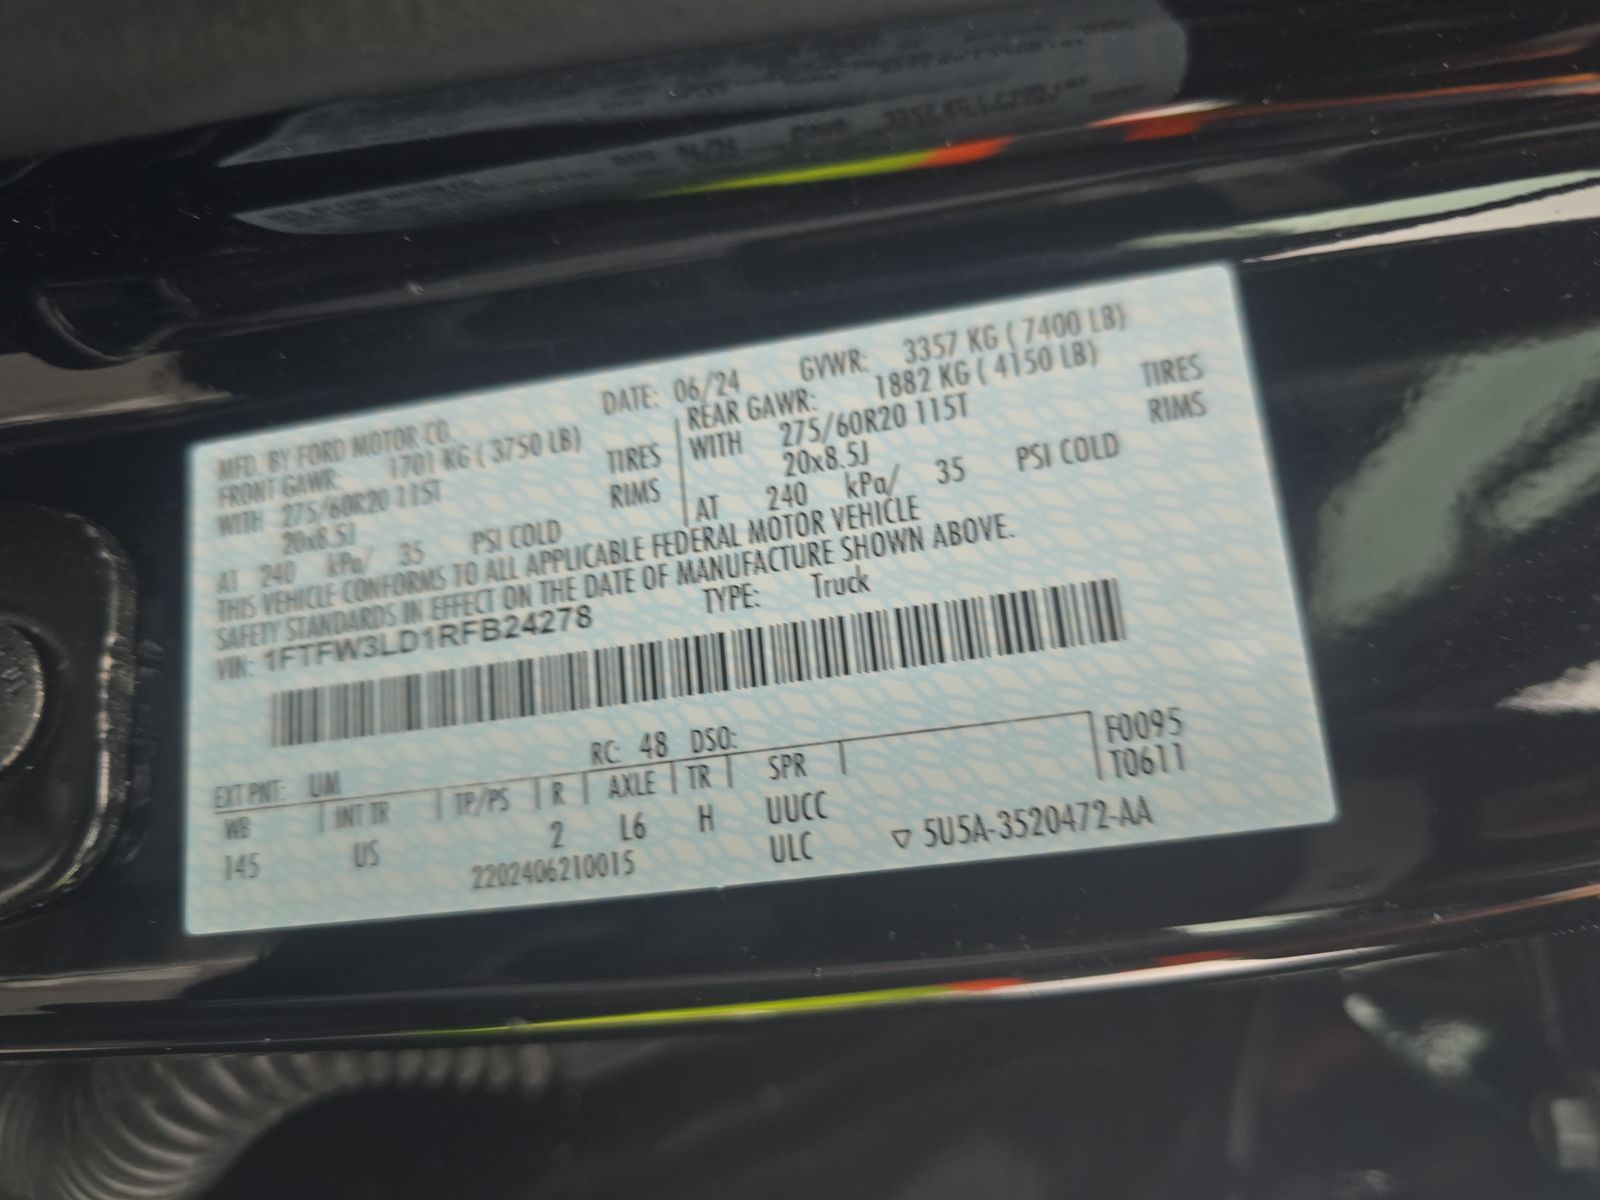 MFD. BY FORD MOTOR CO.
DATE: 06/24 GVWR: 3357 KG ( 7400 LB)
FRONT GAWR: 1701 KG ( 3750 LB) REAR GAWR: 1882 KG ( 4150 LB)
WITH 275/60R20 115T TIRES WITH 275/60R20 115T TIRES
20x8.5J RIMS 20x8.5J RIMS
AT 240 kPa/ 35 PSI COLD AT 240 kPa/ 35 PSI COLD
THIS VEHICLE CONFORMS TO ALL APPLICABLE FEDERAL MOTOR VEHICLE
SAFETY STANDARDS IN EFFECT ON THE DATE OF MANUFACTURE SHOWN ABOVE.
VIN: 1FTFW3LD1RFB24278 TYPE: Truck
EXT PNT: UM RC: 48 DSO: F0095
WB INT TR TP/PS R AXLE TR SPR T0611
145 US 2 L6 H UUCC
2202406210015 ULC ▽ 5U5A-3520472-AA